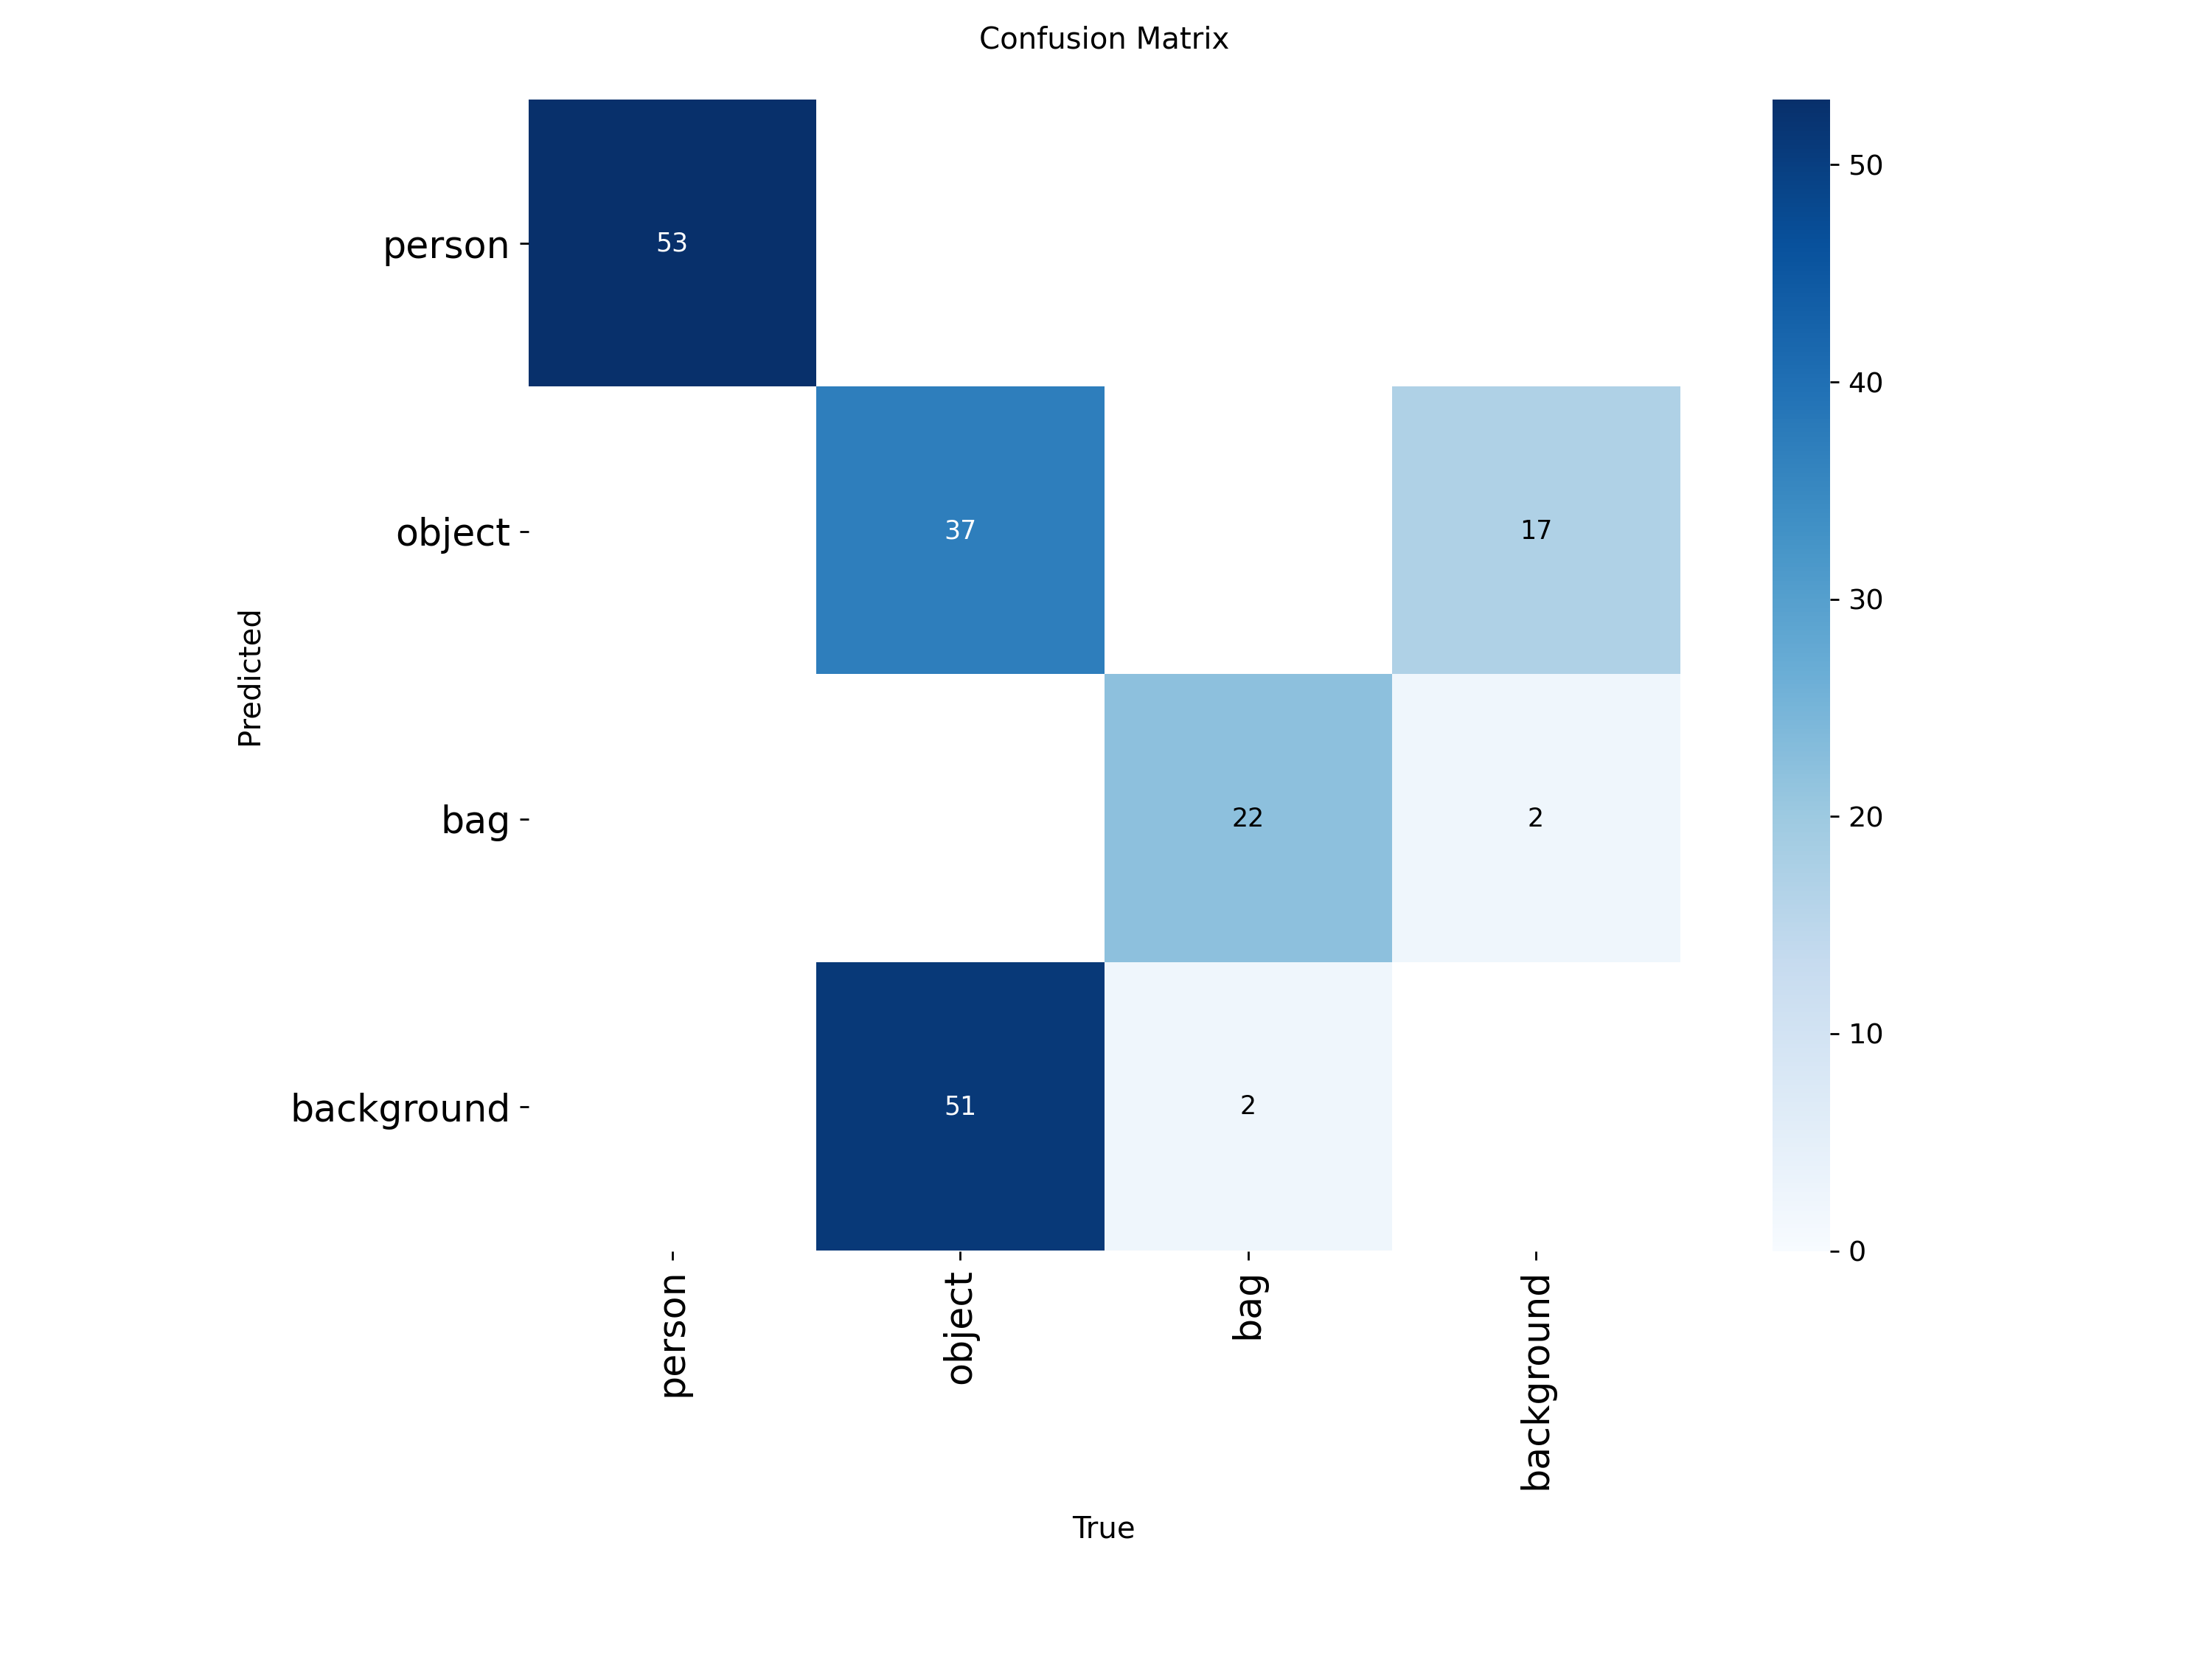 Confusion Matrix
person
53
object
37
17
bag
22
2
background
51
2
person
object
bag
background
Predicted
True
50
40
30
20
10
0